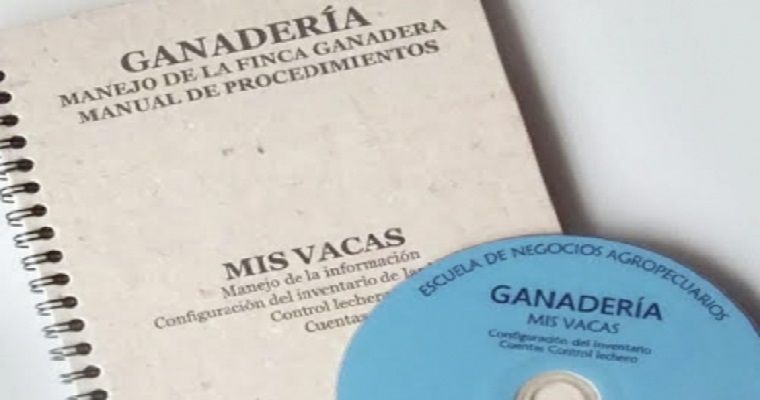 GANADERÍA
MANEJO DE LA FINCA GANADERA
MANUAL DE PROCEDIMIENTOS
MIS VACAS
Manejo de la información
Configuración del inventario de
Control
Cuentas
ESCUELA DE NEGOCIOS AGROPECUARIOS
GANADERÍA
MIS VACAS
Configuración del inventario
Cuentas Control lechero